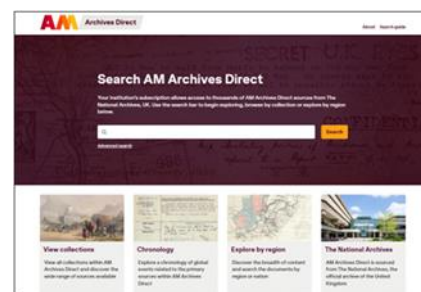 AM Archives Direct
About Search guide
Search AM Archives Direct
Your institution's subscription allows access to thousands of AM Archives Direct sources from The
National Archives, UK. Use the search bar to begin exploring, browse by collection or explore by region
below.
Search
Advanced search
View collections
View all collections within AM
Archives Direct and discover the
wide range of sources available
Chronology
Explore a chronology of global
events related to the primary
sources within AM Archives
Direct
Explore by region
Discover the breadth of content
and search the documents by
region or nation
The National Archives
AM Archives Direct is sourced
from The National Archives, the
official archive of the United
Kingdom